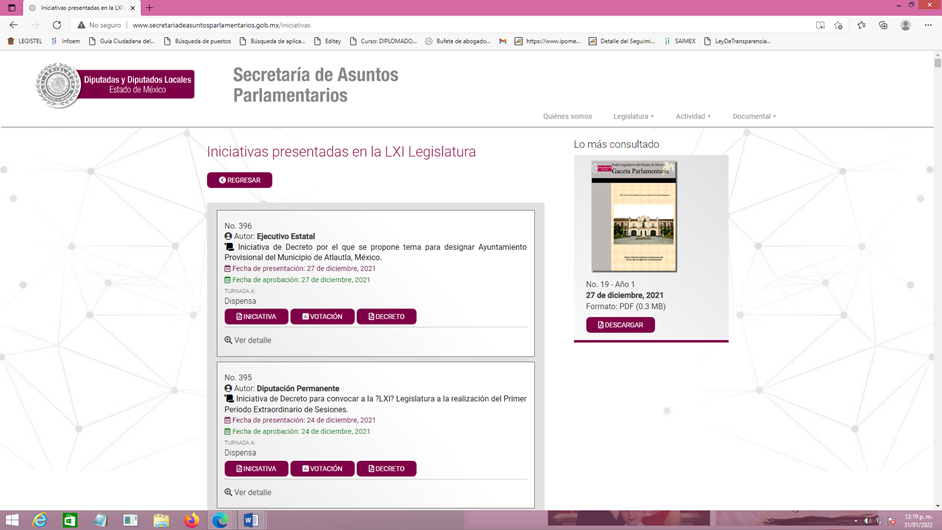 Iniciativas presentadas en la LXI
No seguro
www.secretariadeasuntosparlamentarios.gob.mx/iniciativas
LEGISTEL
Infoem
Guía Ciudadana del...
Búsqueda de puestos
Búsqueda de aplica...
Editey
Curso: DIPLOMADO...
Bufete de abogado...
https://www.ipome...
Detalle del Seguimi...
SAIMEX
LeyDeTransparencia...
Diputadas y Diputados Locales
Estado de México
Secretaría de Asuntos
Parlamentarios
Quiénes somos
Legislatura
Actividad
Documental
Iniciativas presentadas en la LXI Legislatura
REGRESAR
No. 396
Autor: Ejecutivo Estatal
Iniciativa de Decreto por el que se propone terna para designar Ayuntamiento
Provisional del Municipio de Atlautla, México.
Fecha de presentación: 27 de diciembre, 2021
Fecha de aprobación: 27 de diciembre, 2021
TURNADA A:
Dispensa
INICIATIVA
VOTACIÓN
DECRETO
Ver detalle
No. 395
Autor: Diputación Permanente
Iniciativa de Decreto para convocar a la ?LXI? Legislatura a la realización del Primer
Período Extraordinario de Sesiones.
Fecha de presentación: 24 de diciembre, 2021
Fecha de aprobación: 24 de diciembre, 2021
TURNADA A:
Dispensa
INICIATIVA
VOTACIÓN
DECRETO
Ver detalle
Lo más consultado
Poder Legislativo del Estado de México
Gaceta Parlamentaria
No. 19 - Año 1
27 de diciembre, 2021
Formato: PDF (0.3 MB)
DESCARGAR
12:19 p. m.
31/01/2022